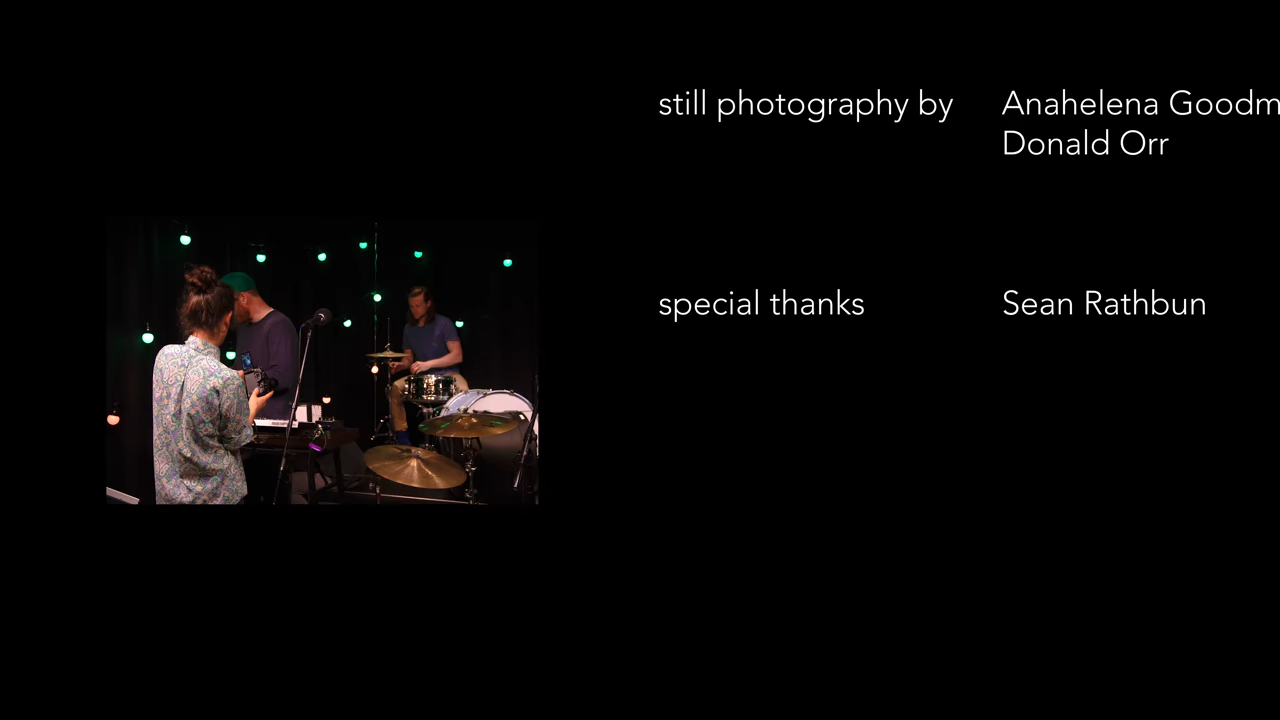 still photography by Anahelena Goodm
Donald Orr
special thanks Sean Rathbun